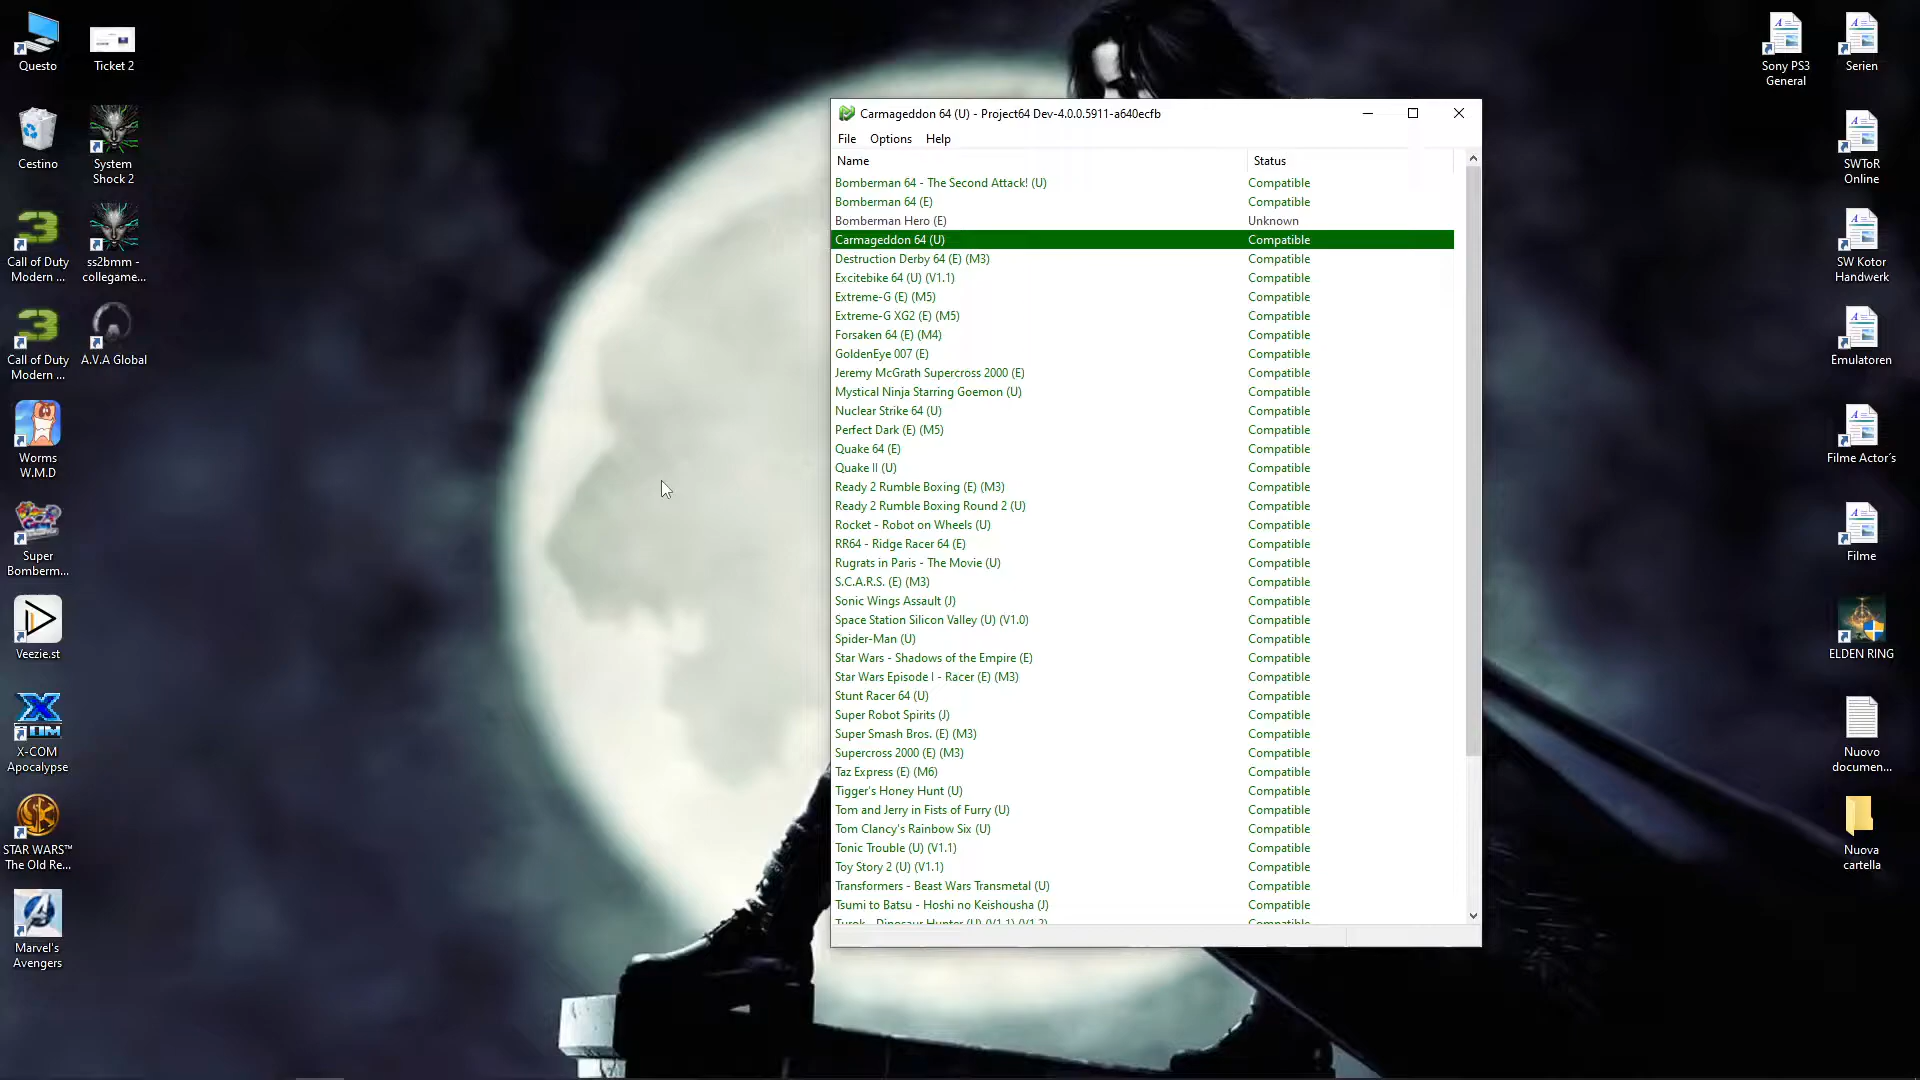 Questo
Ticket 2
Cestino
System
Shock 2
Call of Duty
Modern ...
ss2bmm -
collegame...
Call of Duty
Modern ...
A.V.A Global
Worms
W.M.D
Super
Bomberm...
Veezie.st
X-COM
Apocalypse
STAR WARS™
The Old Re...
Marvel's
Avengers
Carmageddon 64 (U) - Project64 Dev-4.0.0.5911-a640ecfb
File Options Help
Name Status
Bomberman 64 - The Second Attack! (U) Compatible
Bomberman 64 (E) Compatible
Bomberman Hero (E) Unknown
Carmageddon 64 (U) Compatible
Destruction Derby 64 (E) (M3) Compatible
Excitebike 64 (U) (V1.1) Compatible
Extreme-G (E) (M5) Compatible
Extreme-G XG2 (E) (M5) Compatible
Forsaken 64 (E) (M4) Compatible
GoldenEye 007 (E) Compatible
Jeremy McGrath Supercross 2000 (E) Compatible
Mystical Ninja Starring Goemon (U) Compatible
Nuclear Strike 64 (U) Compatible
Perfect Dark (E) (M5) Compatible
Quake 64 (E) Compatible
Quake II (U) Compatible
Ready 2 Rumble Boxing (E) (M3) Compatible
Ready 2 Rumble Boxing Round 2 (U) Compatible
Rocket - Robot on Wheels (U) Compatible
RR64 - Ridge Racer 64 (E) Compatible
Rugrats in Paris - The Movie (U) Compatible
S.C.A.R.S. (E) (M3) Compatible
Sonic Wings Assault (J) Compatible
Space Station Silicon Valley (U) (V1.0) Compatible
Spider-Man (U) Compatible
Star Wars - Shadows of the Empire (E) Compatible
Star Wars Episode I - Racer (E) (M3) Compatible
Stunt Racer 64 (U) Compatible
Super Robot Spirits (J) Compatible
Super Smash Bros. (E) (M3) Compatible
Supercross 2000 (E) (M3) Compatible
Taz Express (E) (M6) Compatible
Tigger's Honey Hunt (U) Compatible
Tom and Jerry in Fists of Furry (U) Compatible
Tom Clancy's Rainbow Six (U) Compatible
Tonic Trouble (U) (V1.1) Compatible
Toy Story 2 (U) (V1.1) Compatible
Transformers - Beast Wars Transmetal (U) Compatible
Tsumi to Batsu - Hoshi no Keishousha (J) Compatible
Turok - Dinosaur Hunter (U) (V1.1) (V1.2) Compatible
Sony PS3
General
Serien
SWToR
Online
SW Kotor
Handwerk
Emulatoren
Filme Actor´s
Filme
ELDEN RING
Nuovo
documen...
Nuova
cartella